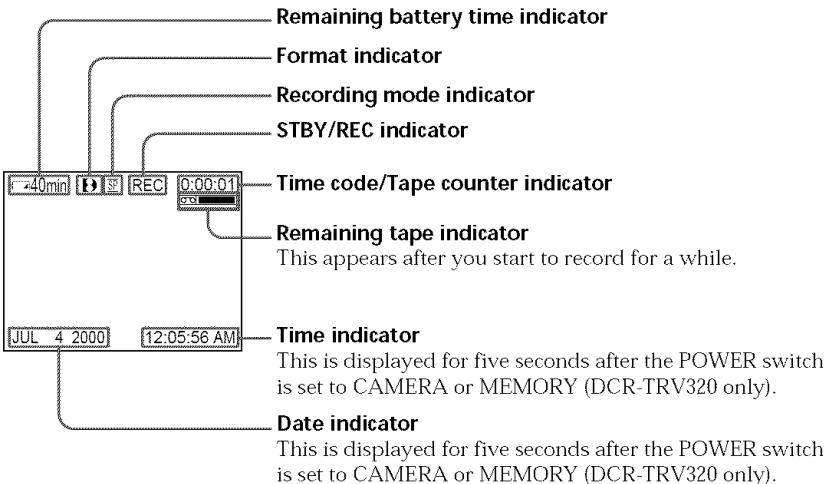 Remaining battery time indicator
Format indicator
Recording mode indicator
STBY/REC indicator
40min SP REC 0:00:01
Time code/Tape counter indicator
Remaining tape indicator
This appears after you start to record for a while.
JUL 4 2000 12:05:56 AM
Time indicator
This is displayed for five seconds after the POWER switch
is set to CAMERA or MEMORY (DCR-TRV320 only).
Date indicator
This is displayed for five seconds after the POWER switch
is set to CAMERA or MEMORY (DCR-TRV320 only).